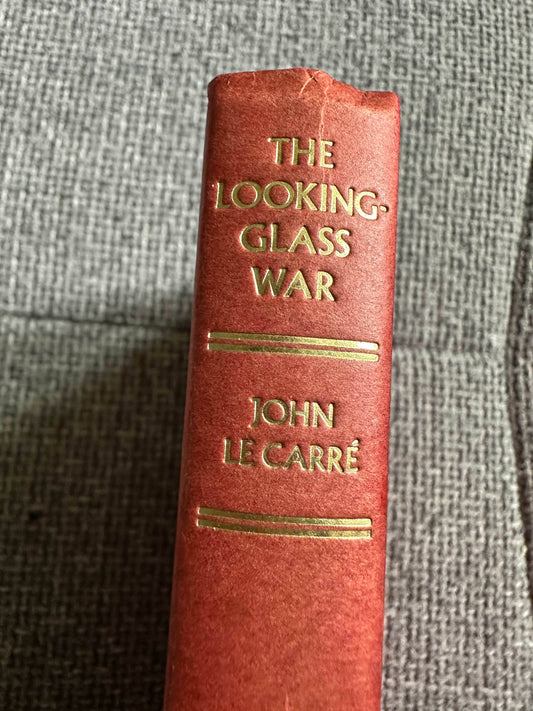 THE
LOOKING-
GLASS
WAR
JOHN
LE CARRÉ